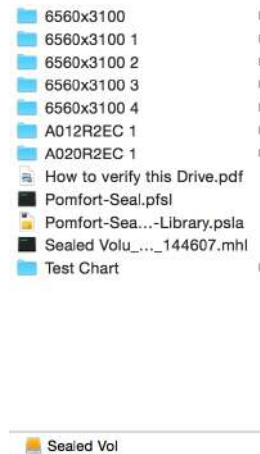 6560x3100
6560x3100 1
6560x3100 2
6560x3100 3
6560x3100 4
A012R2EC 1
A020R2EC 1
How to verify this Drive.pdf
Pomfort-Seal.pfsl
Pomfort-Sea...-Library.psla
Sealed Volu_..._144607.mhl
Test Chart
Sealed Vol